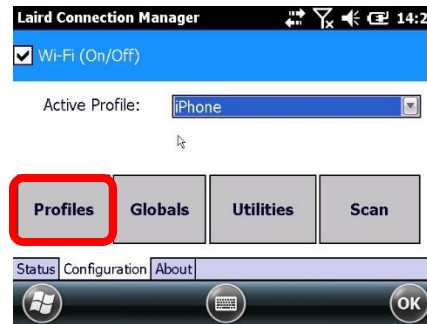 Laird Connection Manager 14:2
Wi-Fi (On/Off)
Active Profile: iPhone
Profiles Globals Utilities Scan
Status Configuration About
OK